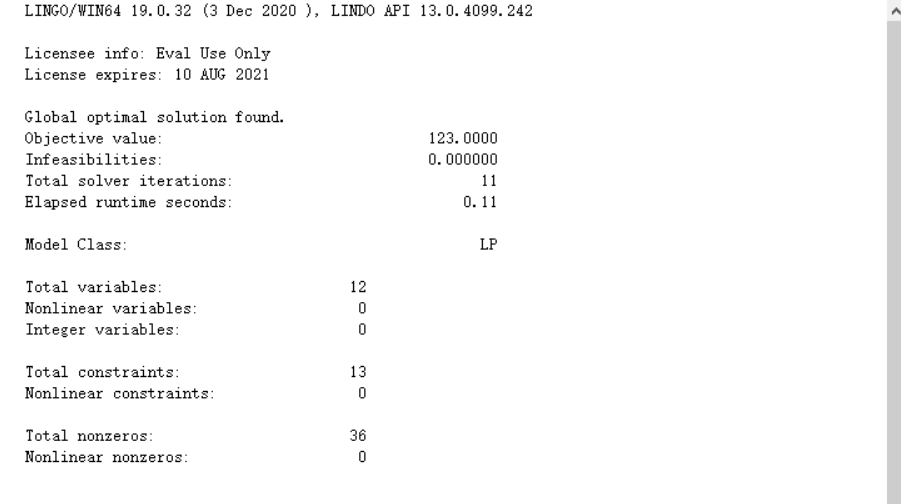 LINGO/WIN64 19.0.32 (3 Dec 2020 ), LINDO API 13.0.4099.242
Licensee info: Eval Use Only
License expires: 10 AUG 2021
Global optimal solution found.
Objective value: 123.0000
Infeasibilities: 0.000000
Total solver iterations: 11
Elapsed runtime seconds: 0.11
Model Class: LP
Total variables: 12
Nonlinear variables: 0
Integer variables: 0
Total constraints: 13
Nonlinear constraints: 0
Total nonzeros: 36
Nonlinear nonzeros: 0